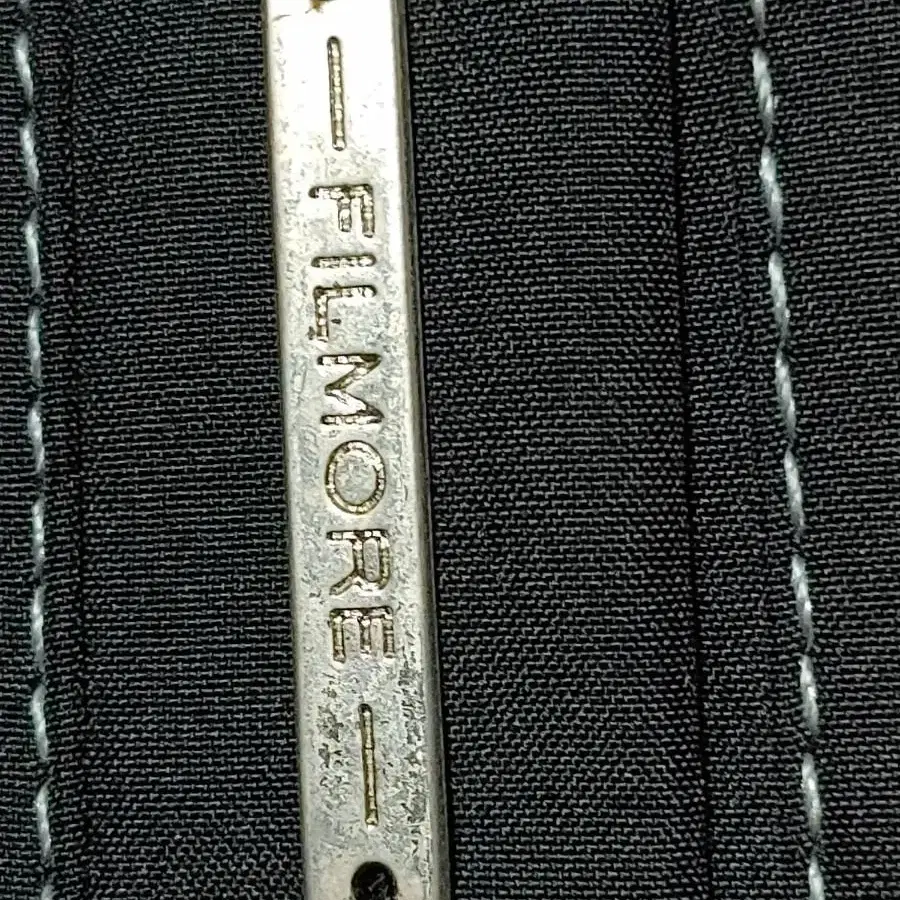 — FILMORE —